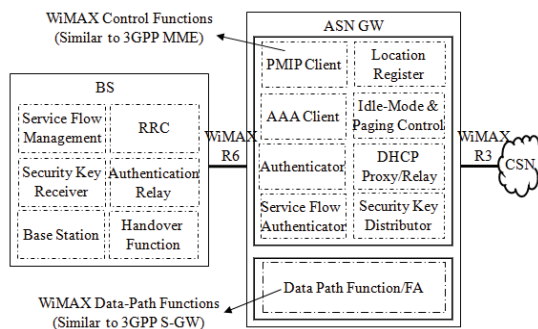 WiMAX Control Functions
(Similar to 3GPP MME)
ASN GW
PMIP Client
Location
Register
BS
Service Flow
Management
RRC
AAA Client
Idle-Mode &
Paging Control
WiMAX
R6
WiMAX
R3
CSN
Security Key
Receiver
Authentication
Relay
Authenticator
DHCP
Proxy/Relay
Base Station
Handover
Function
Service Flow
Authenticator
Security Key
Distributor
Data Path Function/FA
WiMAX Data-Path Functions
(Similar to 3GPP S-GW)